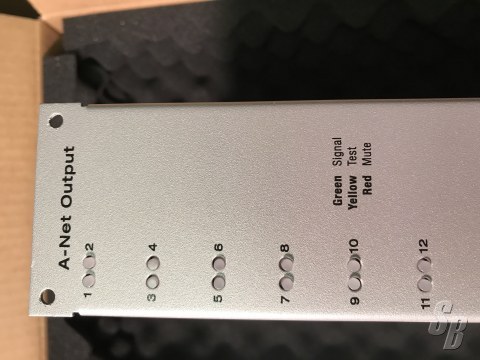 A-Net Output
Green Signal
Yellow Test
Red Mute
2 4 6 8 10 12
1 3 5 7 9 11
SB